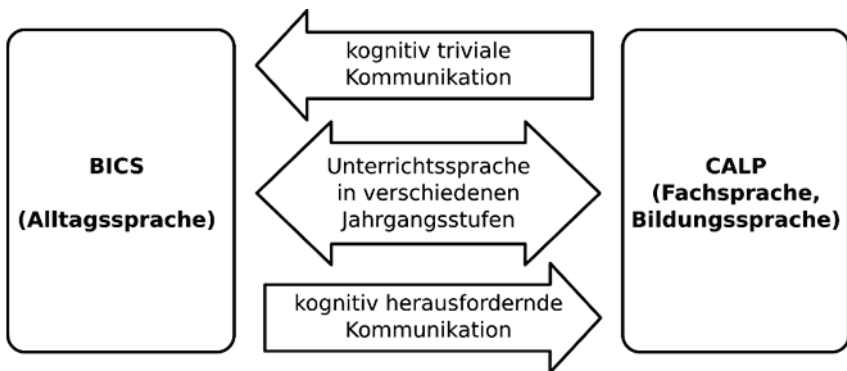 BICS
(Alltagssprache)
kognitiv triviale
Kommunikation
Unterrichtssprache
in verschiedenen
Jahrgangsstufen
kognitiv herausfordernde
Kommunikation
CALP
(Fachsprache,
Bildungssprache)